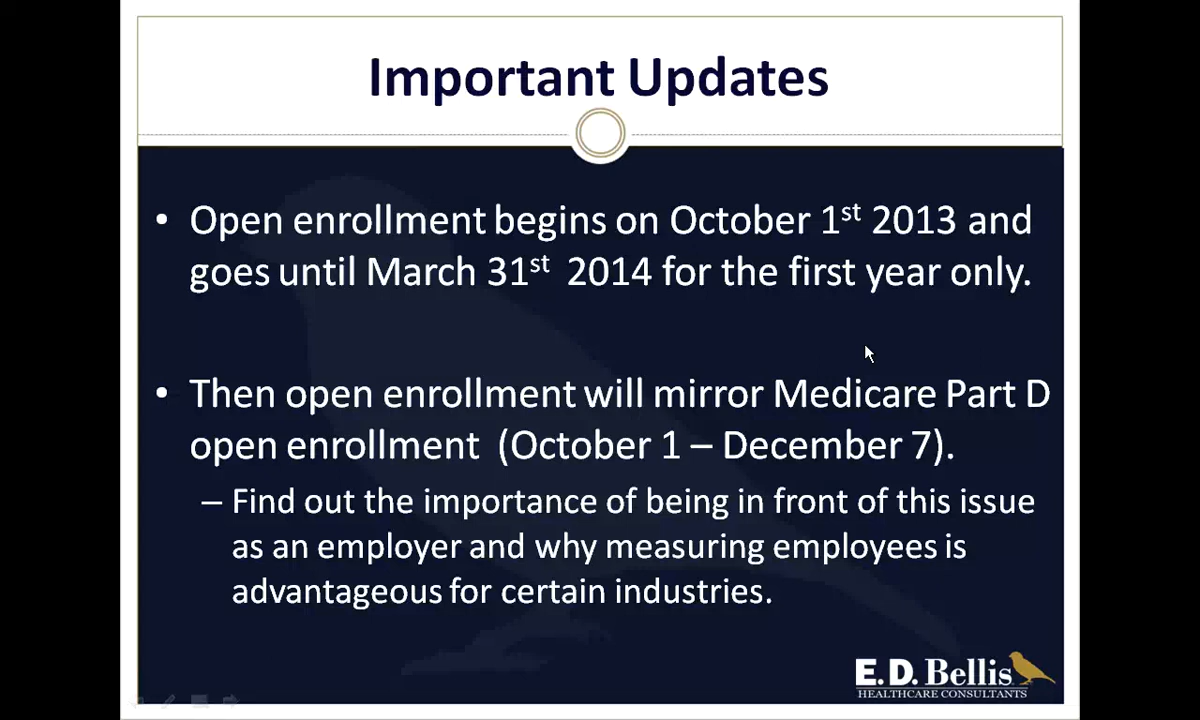 Important Updates
• Open enrollment begins on October 1st 2013 and
goes until March 31st 2014 for the first year only.
• Then open enrollment will mirror Medicare Part D
open enrollment (October 1 – December 7).
– Find out the importance of being in front of this issue
as an employer and why measuring employees is
advantageous for certain industries.
E.D. Bellis
HEALTHCARE CONSULTANTS